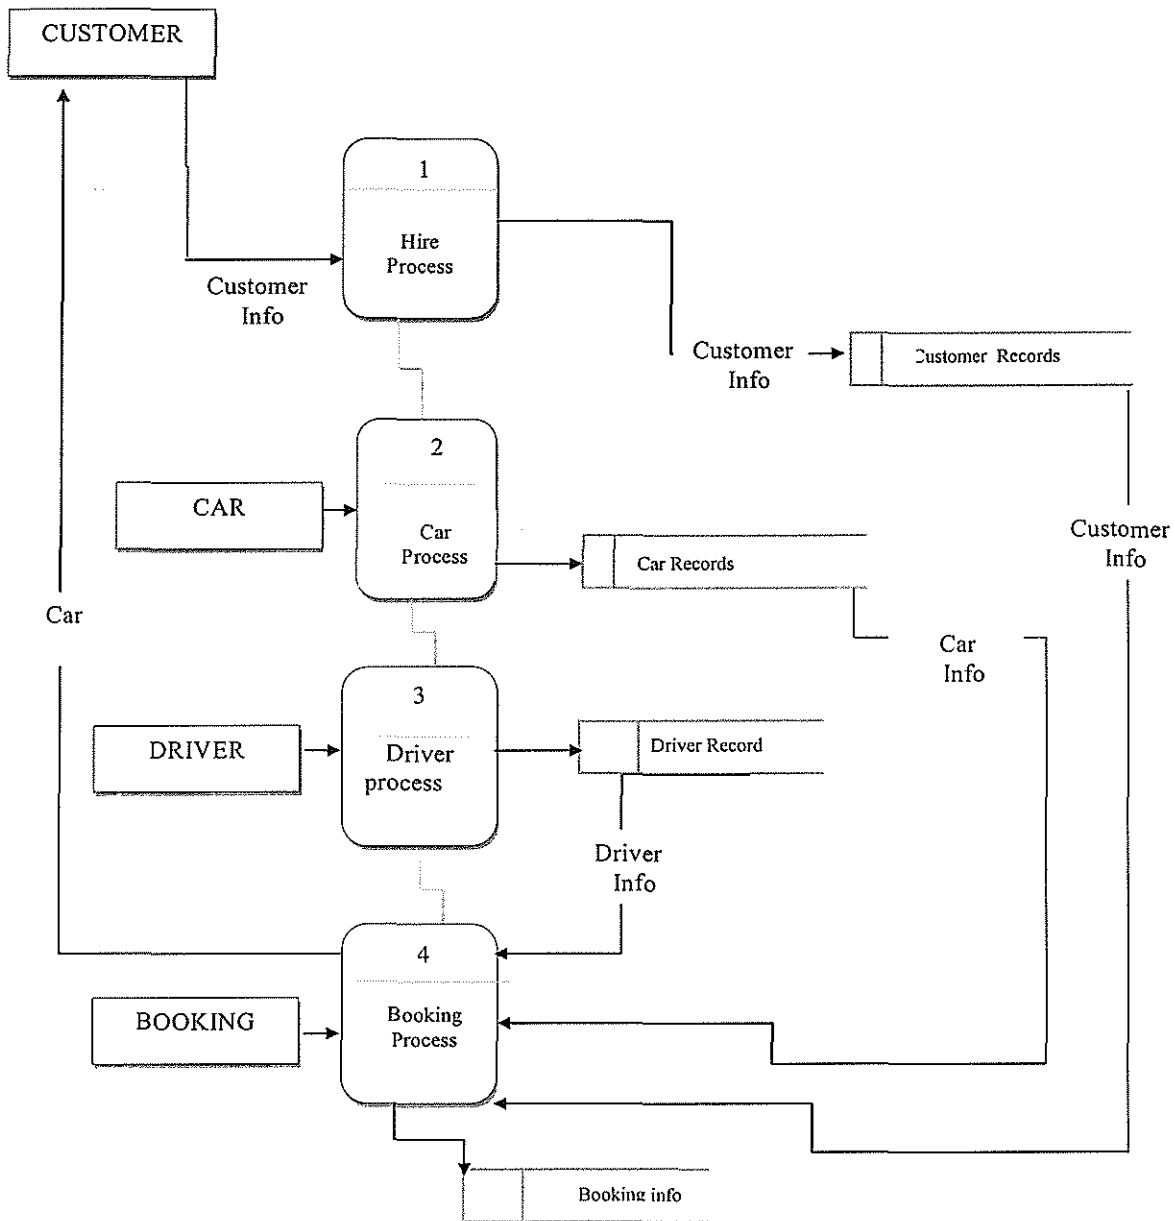 CUSTOMER
1
Hire
Process
Customer
Info
Customer
Info
Customer Records
2
CAR
Car
Process
Car Records
Customer
Info
Car
Car
Info
3
DRIVER
Driver
process
Driver Record
Driver
Info
4
BOOKING
Booking
Process
Booking info